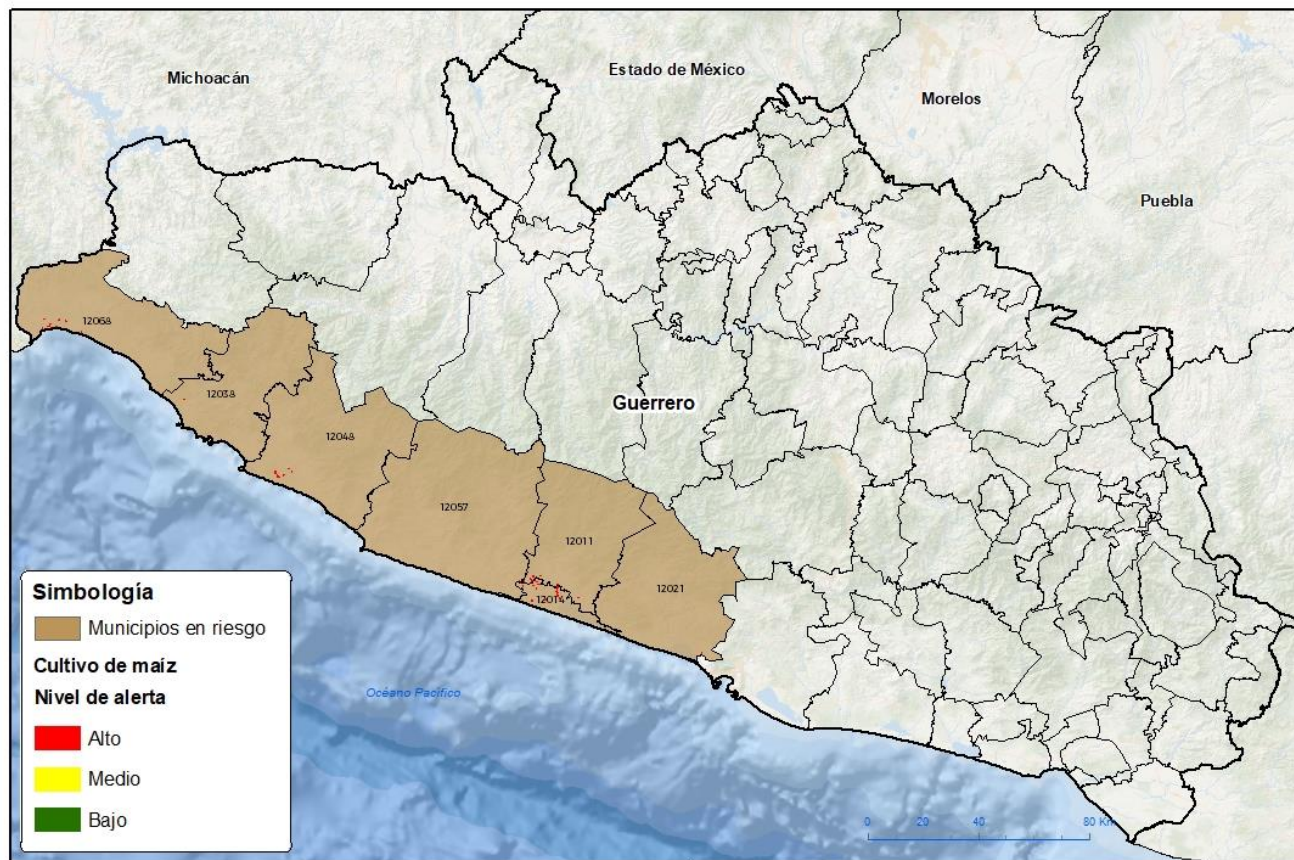 Michoacán
Estado de México
Morelos
Puebla
12068
12038
Guerrero
12048
12057
12011
12021
12014
Simbología
Municipios en riesgo
Cultivo de maíz
Nivel de alerta
Alto
Medio
Bajo
Océano Pacífico
0 20 40 80 Km